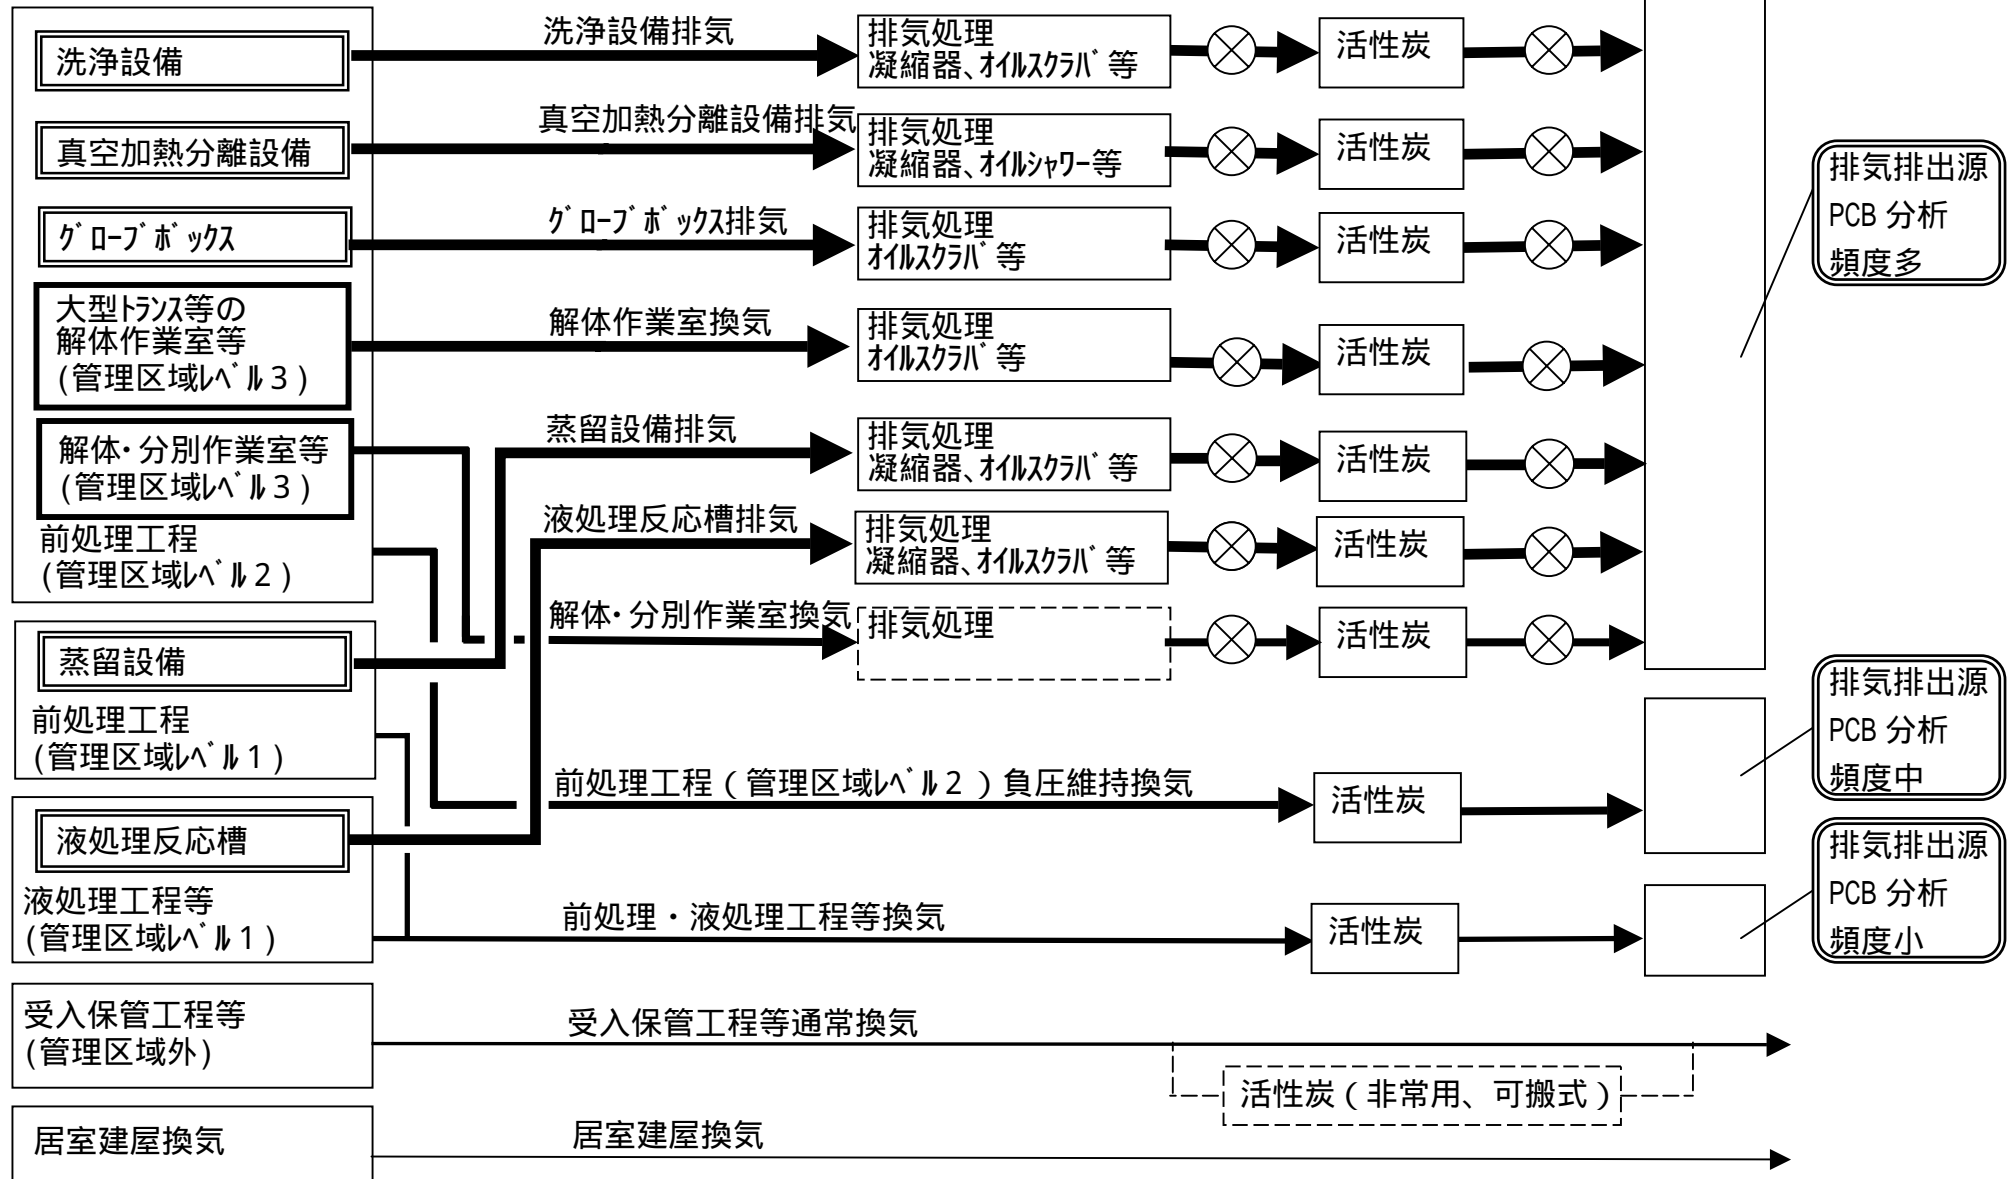 洗浄設備
洗浄設備排気
排気処理
凝縮器、ｵｲﾙｽｸﾗﾊﾞ等
活性炭
真空加熱分離設備
真空加熱分離設備排気
排気処理
凝縮器、ｵｲﾙｼｬﾜｰ等
活性炭
ｸﾞﾛｰﾌﾞﾎﾞｯｸｽ
ｸﾞﾛｰﾌﾞﾎﾞｯｸｽ排気
排気処理
ｵｲﾙｽｸﾗﾊﾞ等
活性炭
大型ﾄﾗﾝｽ等の
解体作業室等
(管理区域ﾚﾍﾞﾙ3)
解体作業室換気
排気処理
ｵｲﾙｽｸﾗﾊﾞ等
活性炭
解体・分別作業室等
(管理区域ﾚﾍﾞﾙ3)
前処理工程
(管理区域ﾚﾍﾞﾙ2)
蒸留設備排気
排気処理
凝縮器、ｵｲﾙｽｸﾗﾊﾞ等
活性炭
液処理反応槽排気
排気処理
凝縮器、ｵｲﾙｽｸﾗﾊﾞ等
活性炭
解体・分別作業室換気
排気処理
活性炭
排気排出源
PCB 分析
頻度多
蒸留設備
前処理工程
(管理区域ﾚﾍﾞﾙ1)
前処理工程(管理区域ﾚﾍﾞﾙ2)負圧維持換気
活性炭
排気排出源
PCB 分析
頻度中
液処理反応槽
液処理工程等
(管理区域ﾚﾍﾞﾙ1)
前処理・液処理工程等換気
活性炭
排気排出源
PCB 分析
頻度小
受入保管工程等
(管理区域外)
受入保管工程等通常換気
活性炭(非常用、可搬式)
居室建屋換気
居室建屋換気